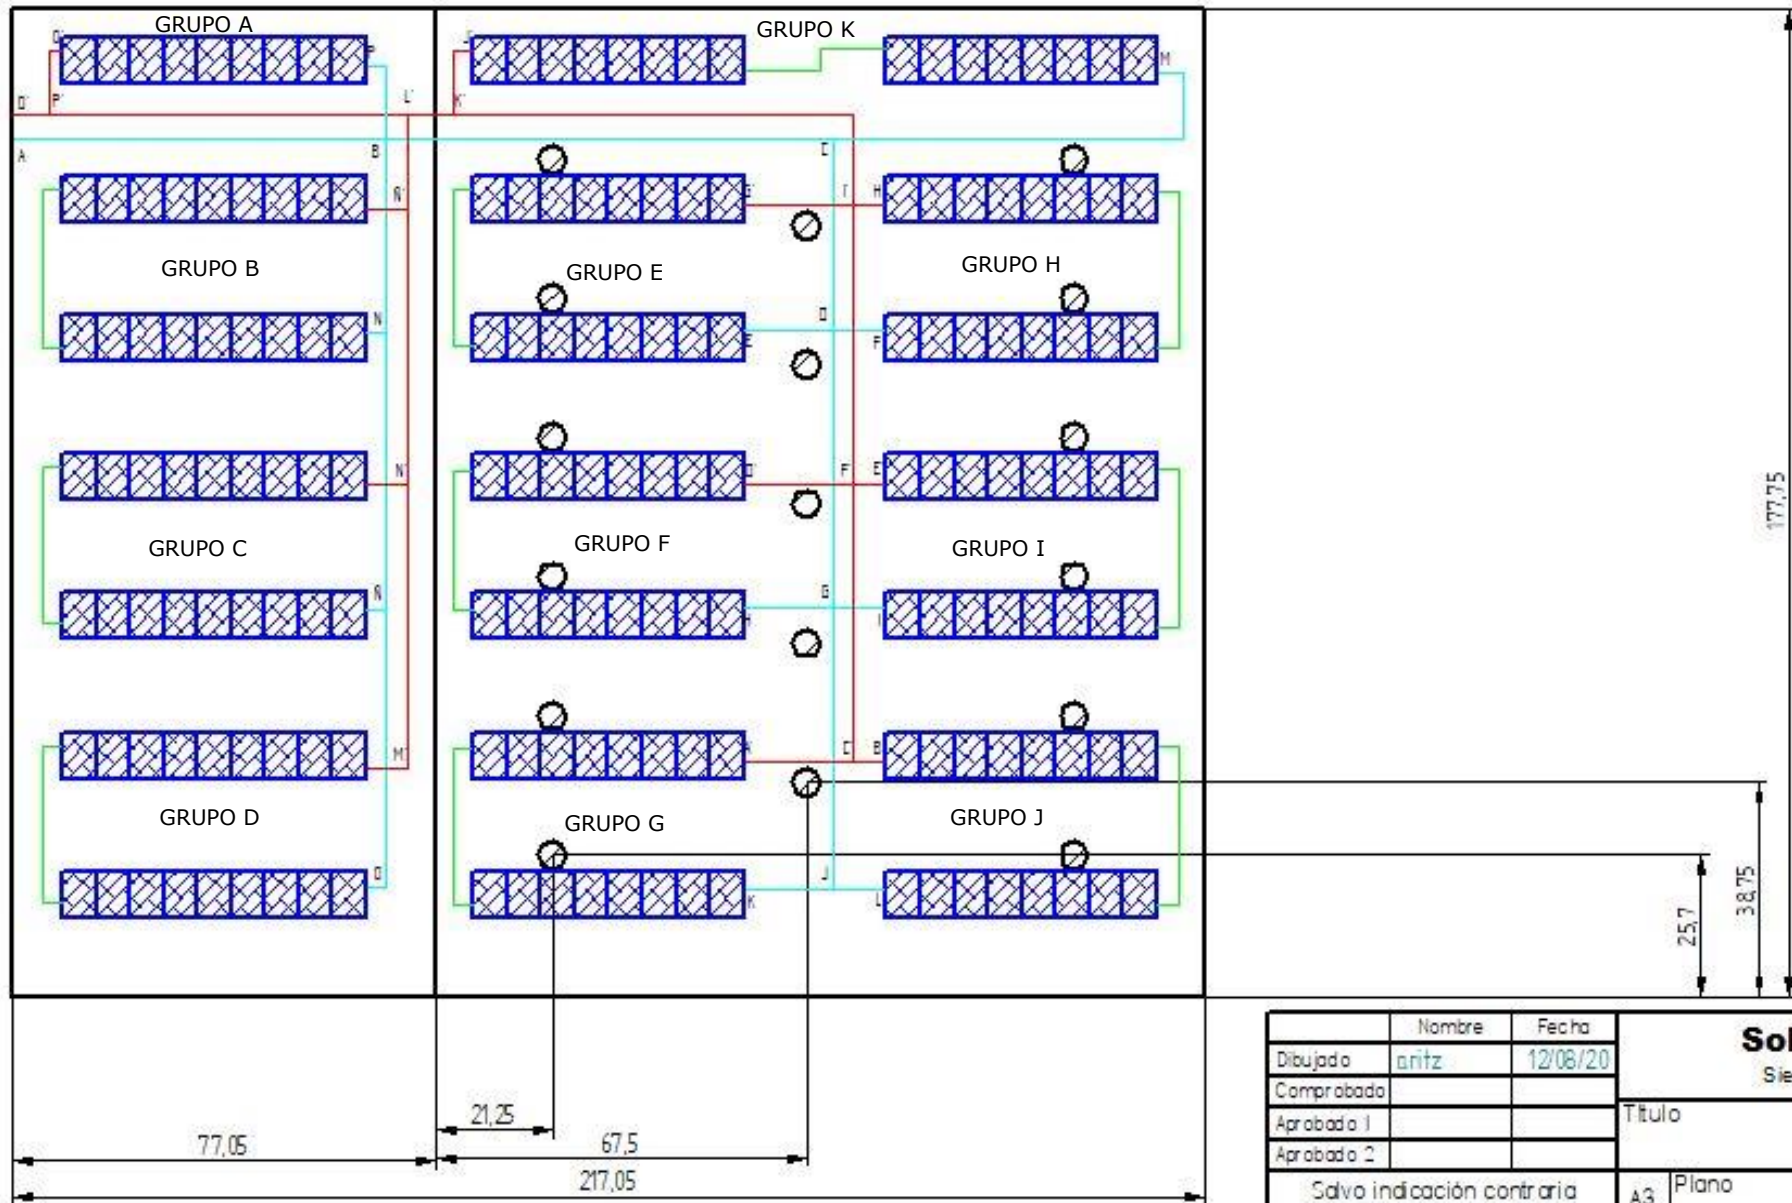 GRUPO A
GRUPO K
P
M
P'
L'
K'
A
B
Ñ'
G'
H
GRUPO B
GRUPO E
GRUPO H
N
E
F
N'
F'
E
GRUPO C
GRUPO F
GRUPO I
Ñ
G
H
I
M'
A'
B
GRUPO D
GRUPO G
GRUPO J
J
K
L
177,75
38,75
25,7
21,25
77,05
67,5
217,05
Nombre Fecha
Dibujado aritz 12/08/20
Comprobado
Aprobado 1
Aprobado 2
Salvo indicación contraria
Sol
Sie
Título
A3 Plano